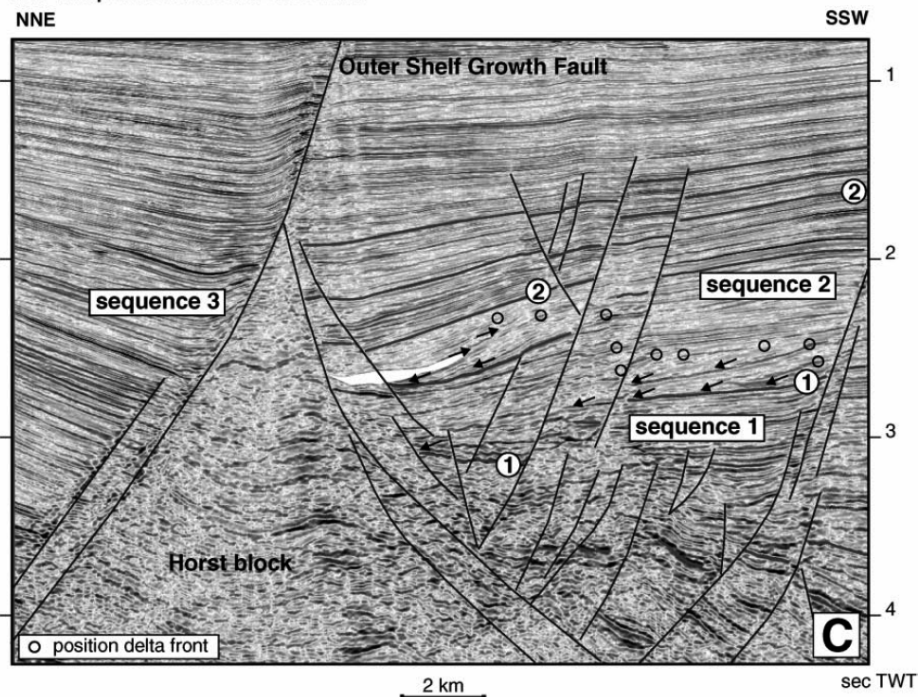 NNE
SSW
Outer Shelf Growth Fault
1
2
2
sequence 3
sequence 2
2
1
sequence 1
3
1
Horst block
4
C
position delta front
2 km
sec TWT